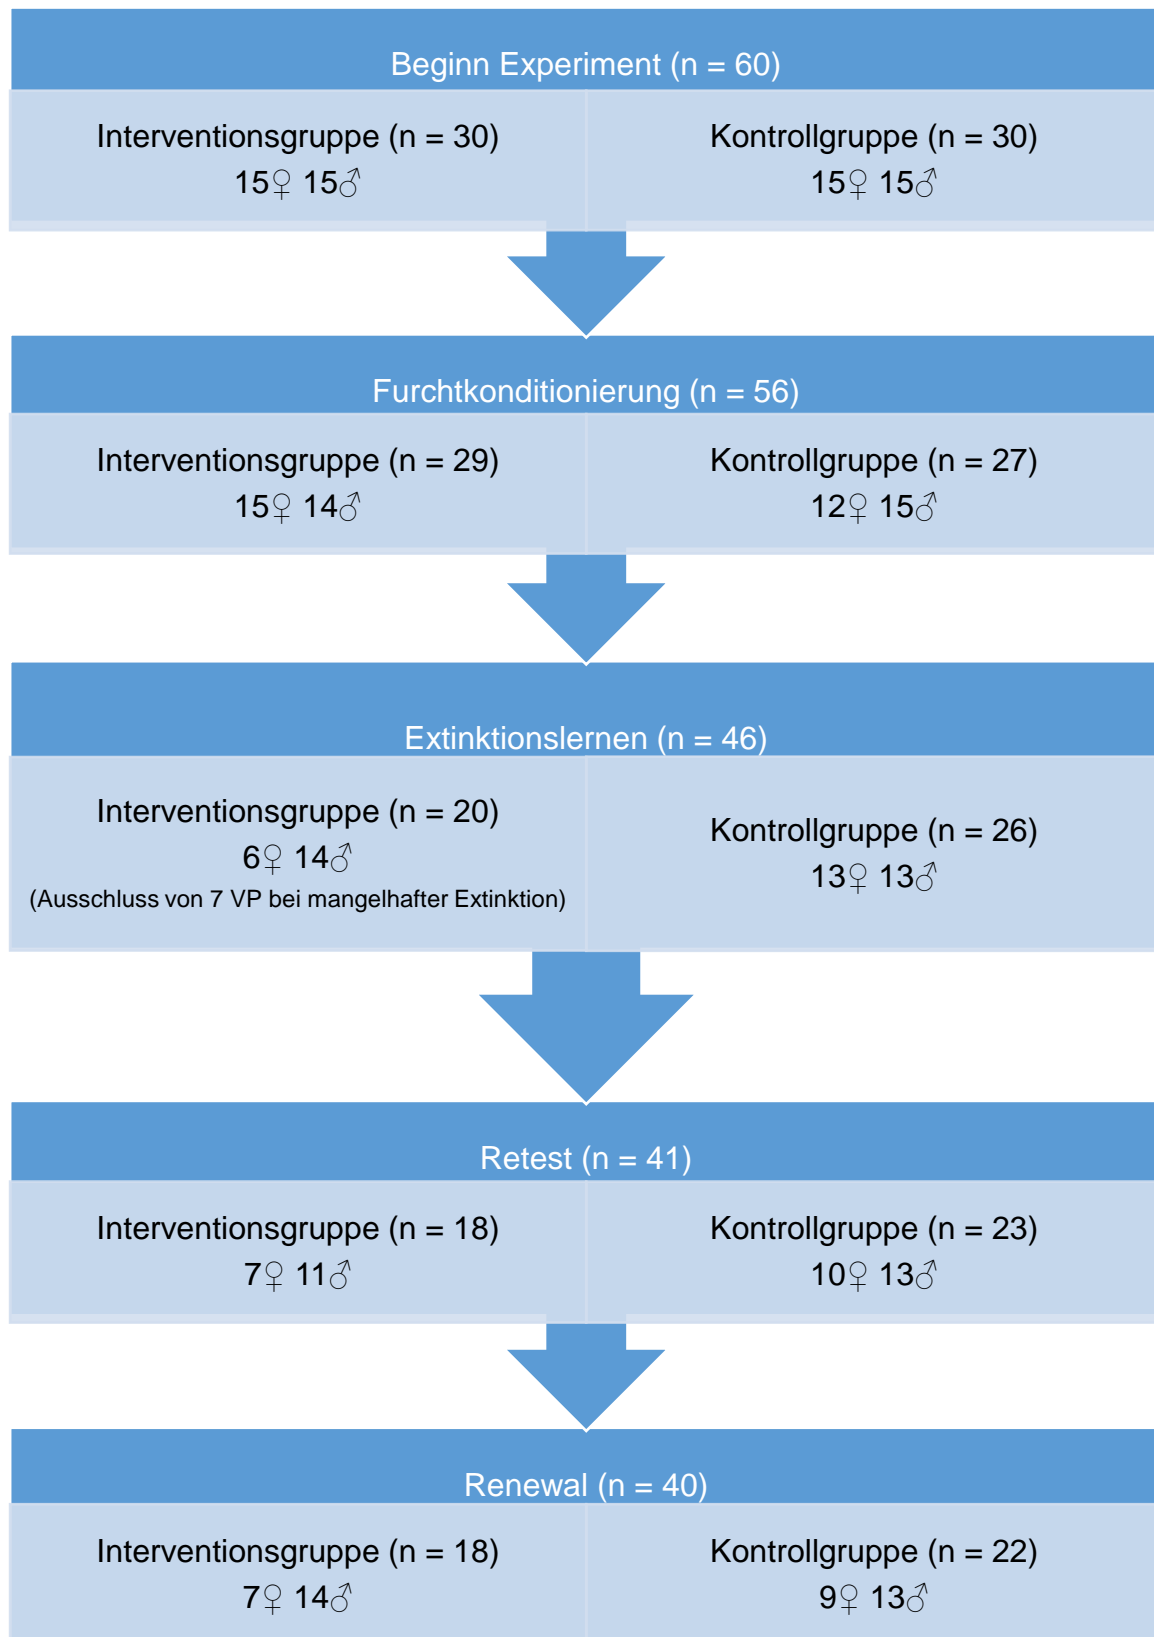 Beginn Experiment (n = 60)
Interventionsgruppe (n = 30)
15♀ 15♂
Kontrollgruppe (n = 30)
15♀ 15♂
Furchtkonditionierung (n = 56)
Interventionsgruppe (n = 29)
15♀ 14♂
Kontrollgruppe (n = 27)
12♀ 15♂
Extinktionslernen (n = 46)
Interventionsgruppe (n = 20)
6♀ 14♂
(Ausschluss von 7 VP bei mangelhafter Extinktion)
Kontrollgruppe (n = 26)
13♀ 13♂
Retest (n = 41)
Interventionsgruppe (n = 18)
7♀ 11♂
Kontrollgruppe (n = 23)
10♀ 13♂
Renewal (n = 40)
Interventionsgruppe (n = 18)
7♀ 14♂
Kontrollgruppe (n = 22)
9♀ 13♂